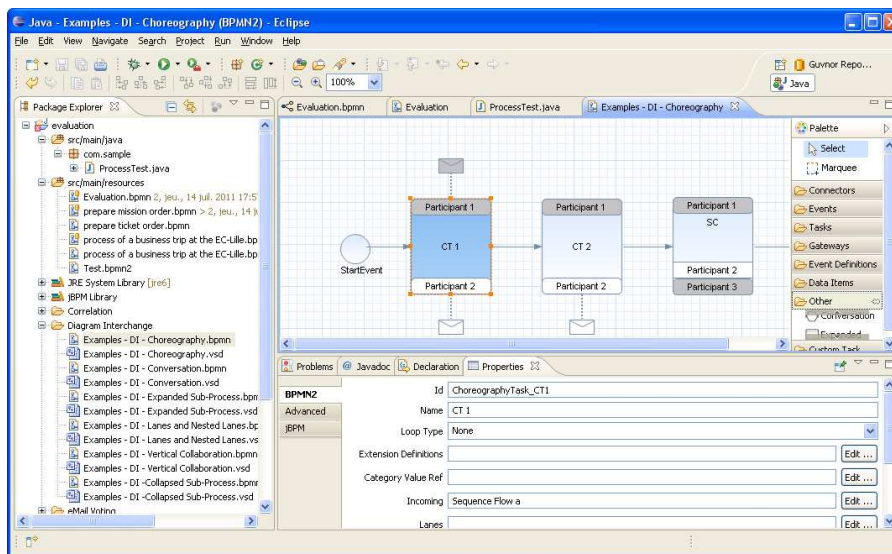 Java - Examples - DI - Choreography (BPMN2) - Eclipse
File Edit View Navigate Search Project Run Window Help
100%
Guvnor Repo...
Java
Package Explorer
evaluation
src/main/java
com.sample
ProcessTest.java
src/main/resources
Evaluation.bpmn 2, jeu., 14 juil. 2011 17:5
prepare mission order.bpmn > 2, jeu., 14 j
prepare ticket order.bpmn
process of a business trip at the EC-Lille.bp
process of a business trip at the EC-Lille.bp
Test.bpmn2
JRE System Library [jre6]
jBPM Library
Correlation
Diagram Interchange
Examples - DI - Choreography.bpmn
Examples - DI - Choreography.vsd
Examples - DI - Conversation.bpmn
Examples - DI - Conversation.vsd
Examples - DI - Expanded Sub-Process.bpm
Examples - DI - Expanded Sub-Process.vsd
Examples - DI - Lanes and Nested Lanes.bp
Examples - DI - Lanes and Nested Lanes.vs
Examples - DI - Vertical Collaboration.bpmn
Examples - DI - Vertical Collaboration.vsd
Examples - DI -Collapsed Sub-Process.bpmn
Examples - DI -Collapsed Sub-Process.vsd
eMail Voting
Evaluation.bpmn Evaluation ProcessTest.java Examples - DI - Choreography
StartEvent
Participant 1
CT 1
Participant 2
Participant 1
CT 2
Participant 2
Participant 1
SC
Participant 2
Participant 3
Palette
Select
Marquee
Connectors
Events
Tasks
Gateways
Event Definitions
Data Items
Other
Conversation
Expanded
Custom Task
Problems Javadoc Declaration Properties
BPMN2
Advanced
jBPM
Id ChoreographyTask_CT1
Name CT 1
Loop Type None
Extension Definitions Edit ...
Category Value Ref Edit ...
Incoming Sequence Flow a Edit ...
Lanes Edit ...